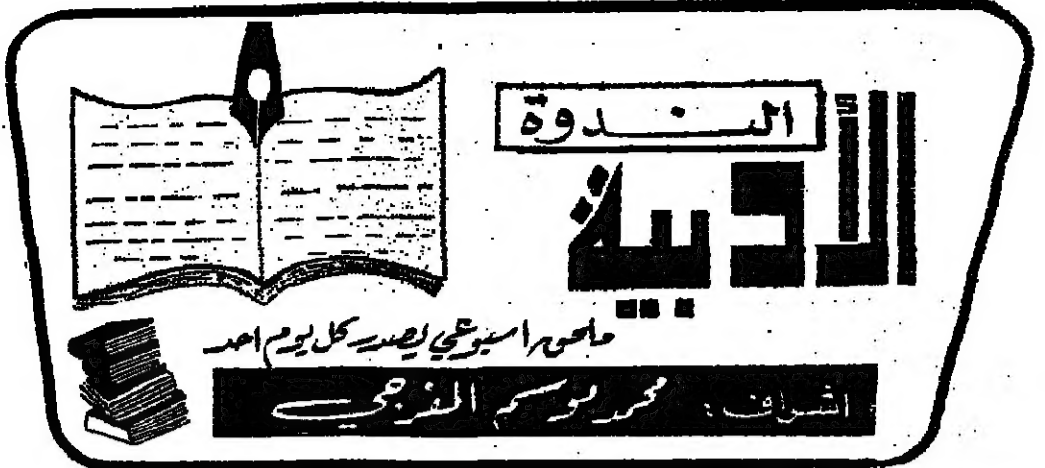 الندوة
الأدبية
ملحق اسبوعي يصدر كل يوم احد
اشراف : محمد موسم المفرجي